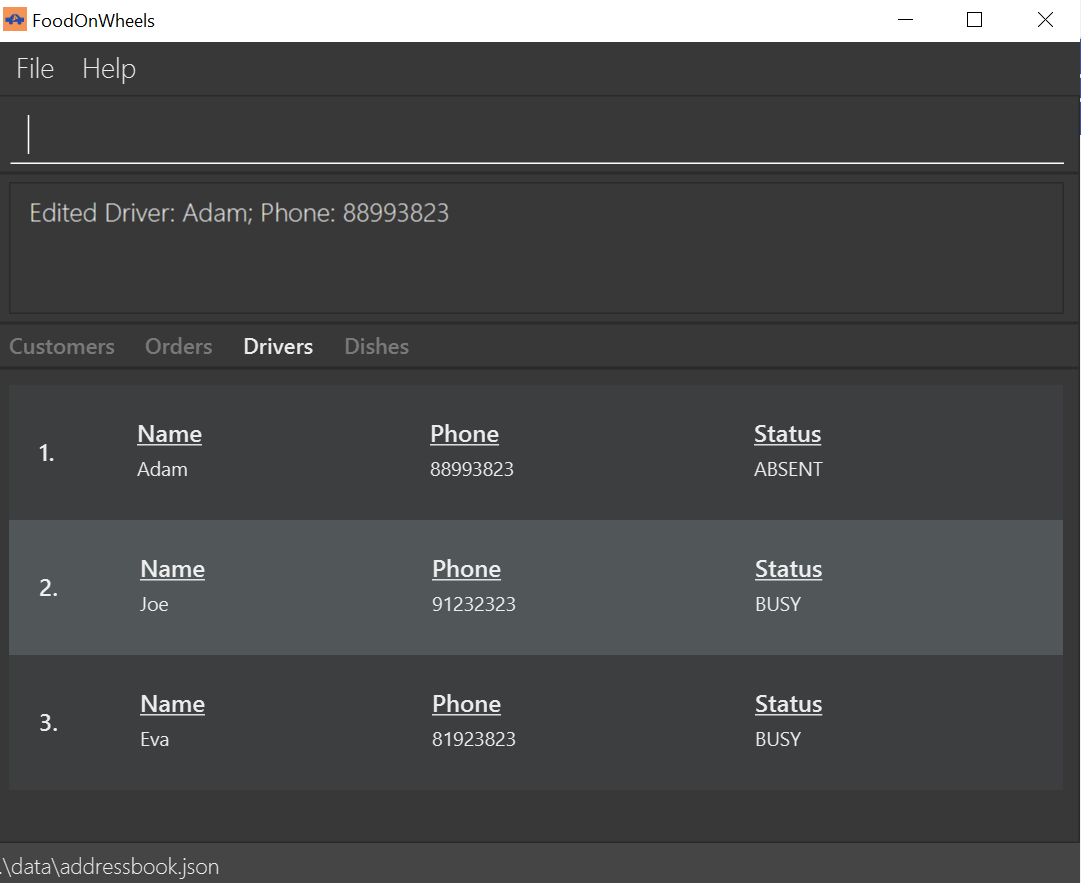 FoodOnWheels
File Help
Edited Driver: Adam; Phone: 88993823
Customers Orders Drivers Dishes
1.
Name Phone Status
Adam 88993823 ABSENT
2.
Name Phone Status
Joe 91232323 BUSY
3.
Name Phone Status
Eva 81923823 BUSY
.\data\addressbook.json